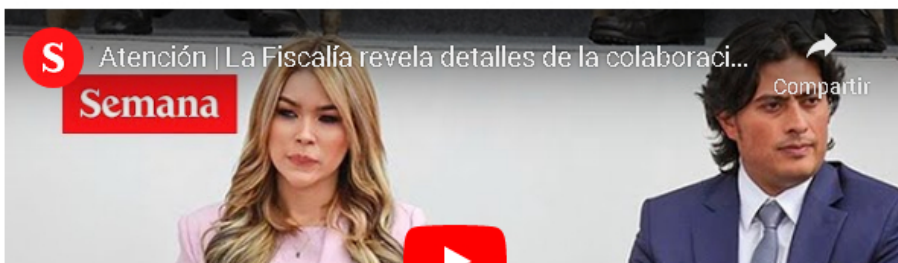 S
Atención | La Fiscalía revela detalles de la colaboraci...
Compartir
Semana